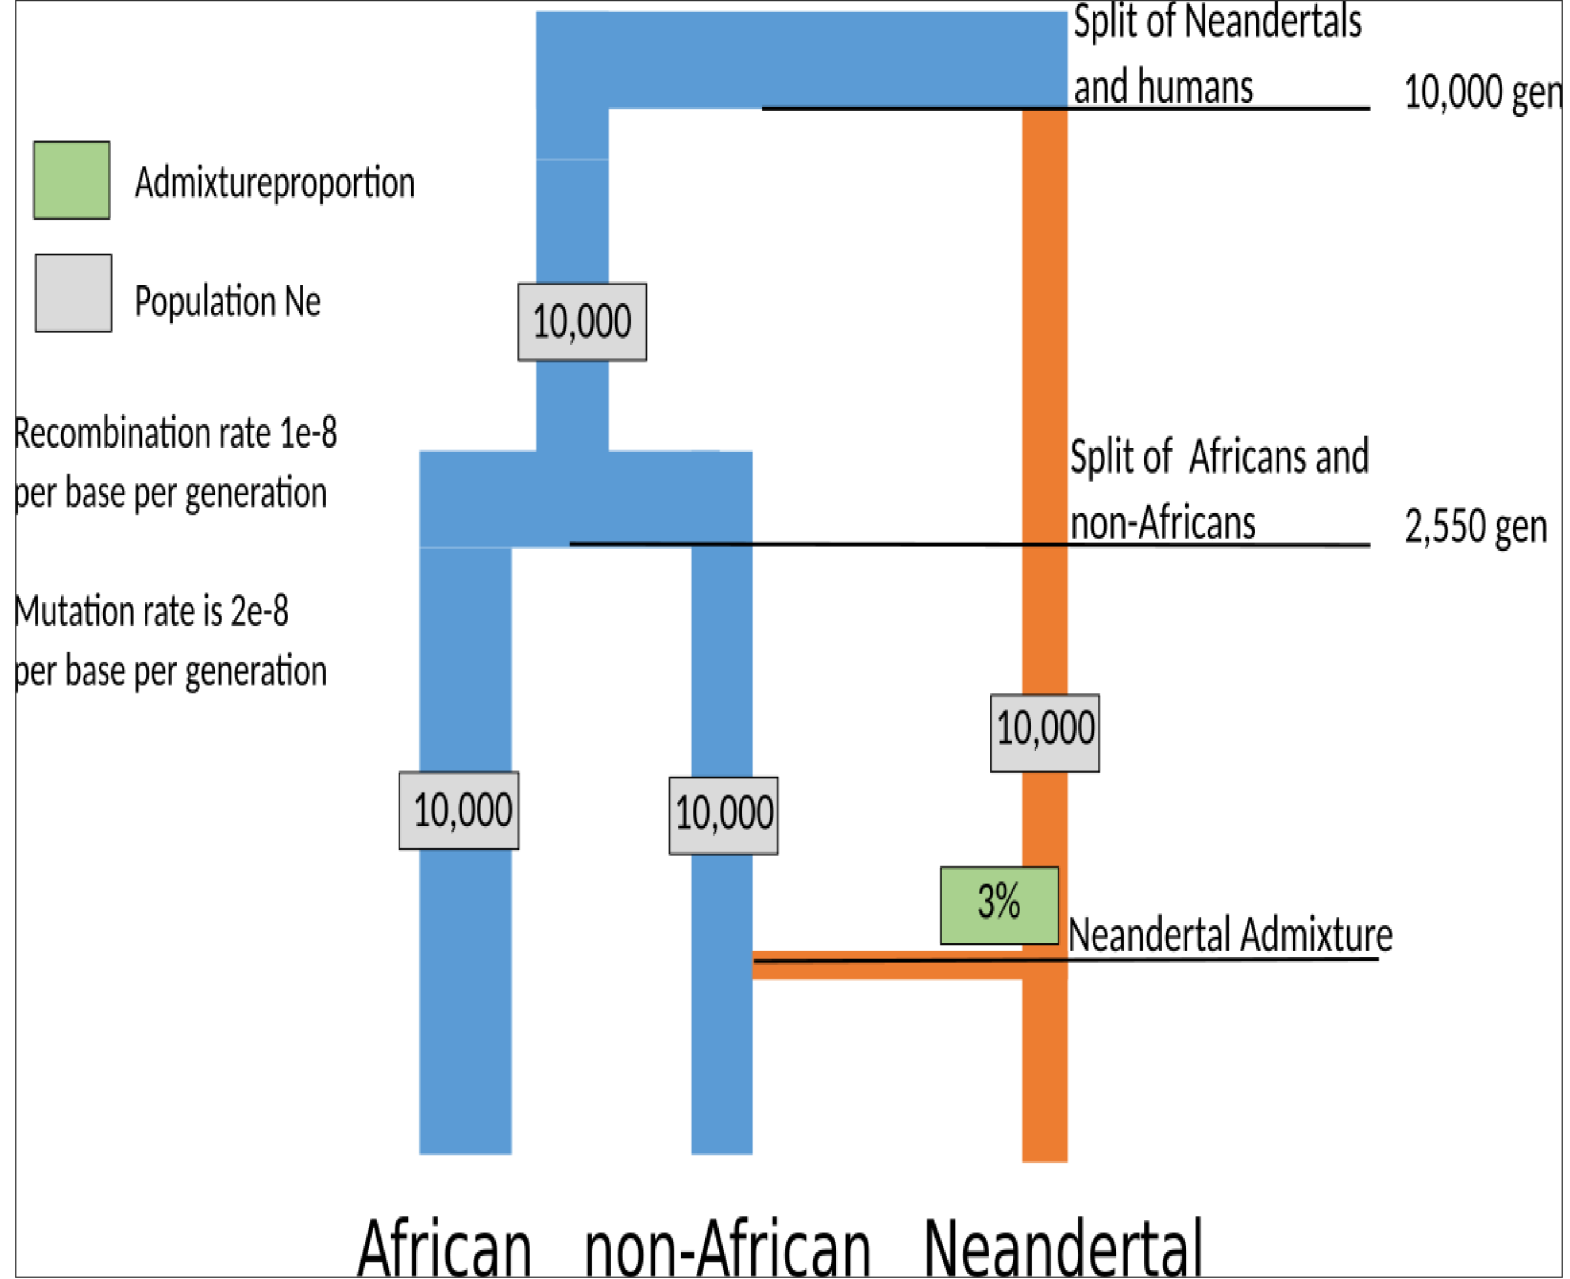 Split of Neandertals
and humans
10,000 gen
Admixtureproportion
Population Ne
10,000
Recombination rate 1e-8
per base per generation
Split of Africans and
non-Africans
2,550 gen
Mutation rate is 2e-8
per base per generation
10,000
10,000
10,000
3%
Neandertal Admixture
African non-African Neandertal